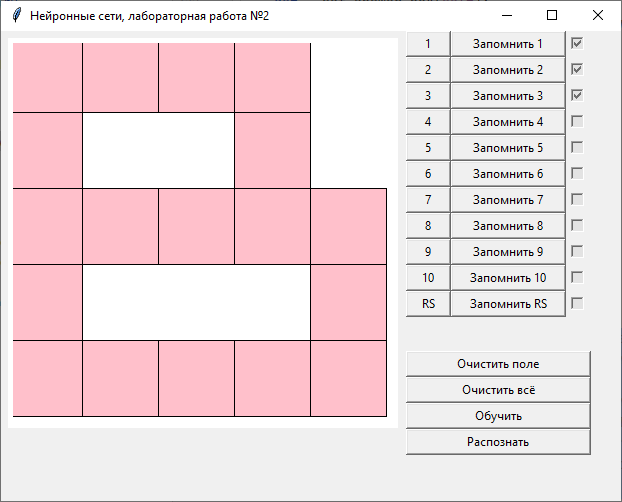 Нейронные сети, лабораторная работа №2
1 Запомнить 1
2 Запомнить 2
3 Запомнить 3
4 Запомнить 4
5 Запомнить 5
6 Запомнить 6
7 Запомнить 7
8 Запомнить 8
9 Запомнить 9
10 Запомнить 10
RS Запомнить RS
Очистить поле
Очистить всё
Обучить
Распознать